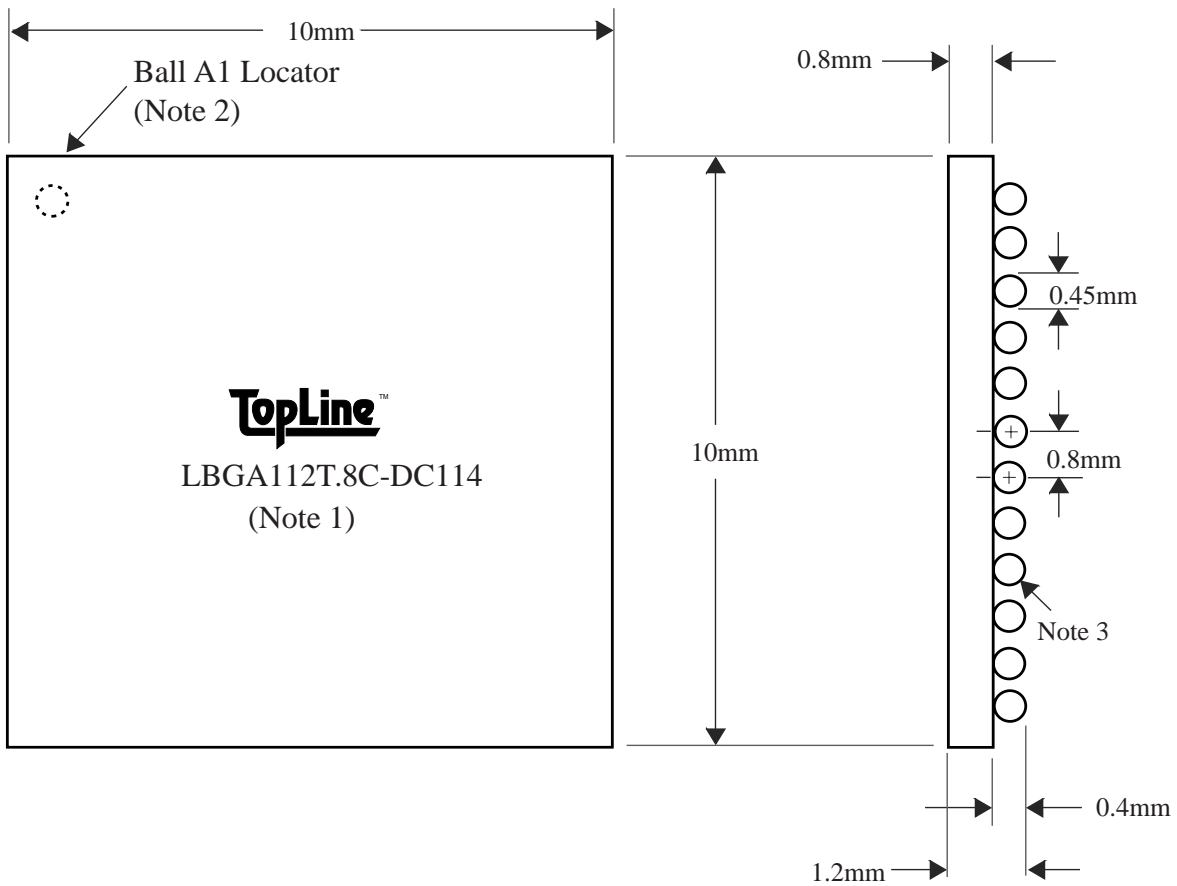 10mm
Ball A1 Locator
(Note 2)
0.8mm
0.45mm
TopLine™
LBGA112T.8C-DC114
(Note 1)
10mm
0.8mm
Note 3
0.4mm
1.2mm